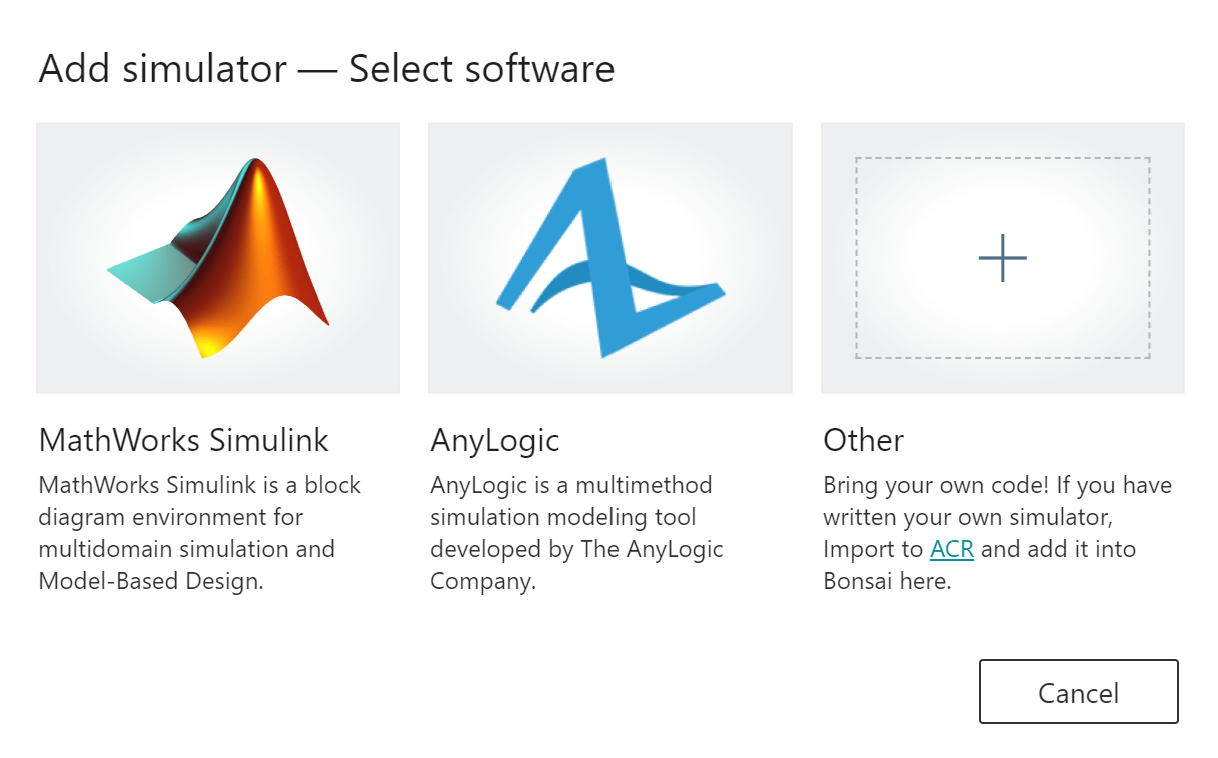 Add simulator — Select software
MathWorks Simulink
MathWorks Simulink is a block
diagram environment for
multidomain simulation and
Model-Based Design.
AnyLogic
AnyLogic is a multimethod
simulation modeling tool
developed by The AnyLogic
Company.
Other
Bring your own code! If you have
written your own simulator,
Import to ACR and add it into
Bonsai here.
Cancel